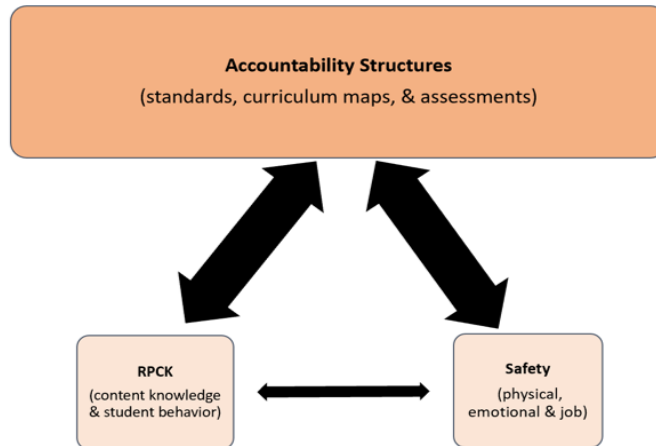 Accountability Structures
(standards, curriculum maps, & assessments)
RPCK
(content knowledge
& student behavior)
Safety
(physical,
emotional & job)